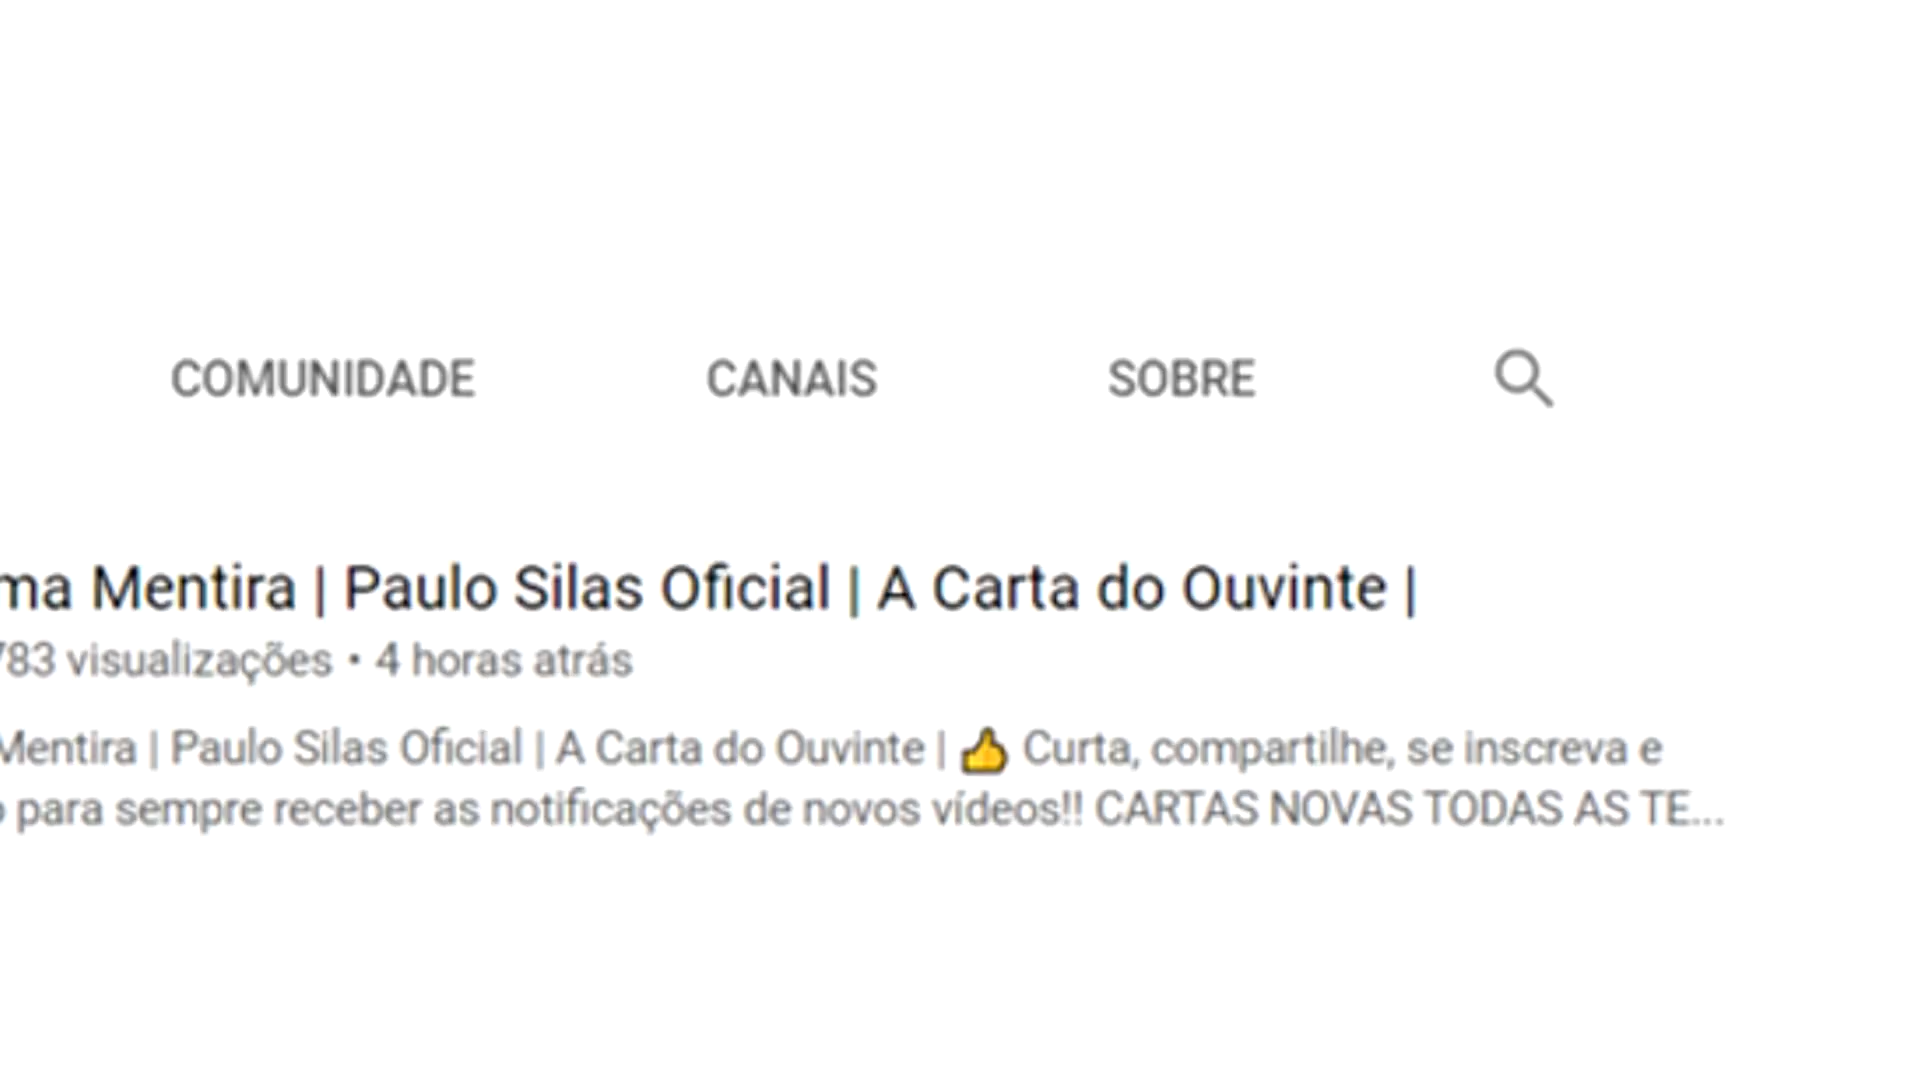 COMUNIDADE CANAIS SOBRE
ma Mentira | Paulo Silas Oficial | A Carta do Ouvinte |
783 visualizações • 4 horas atrás
Mentira | Paulo Silas Oficial | A Carta do Ouvinte | 👍 Curta, compartilhe, se inscreva e
o para sempre receber as notificações de novos vídeos!! CARTAS NOVAS TODAS AS TE...